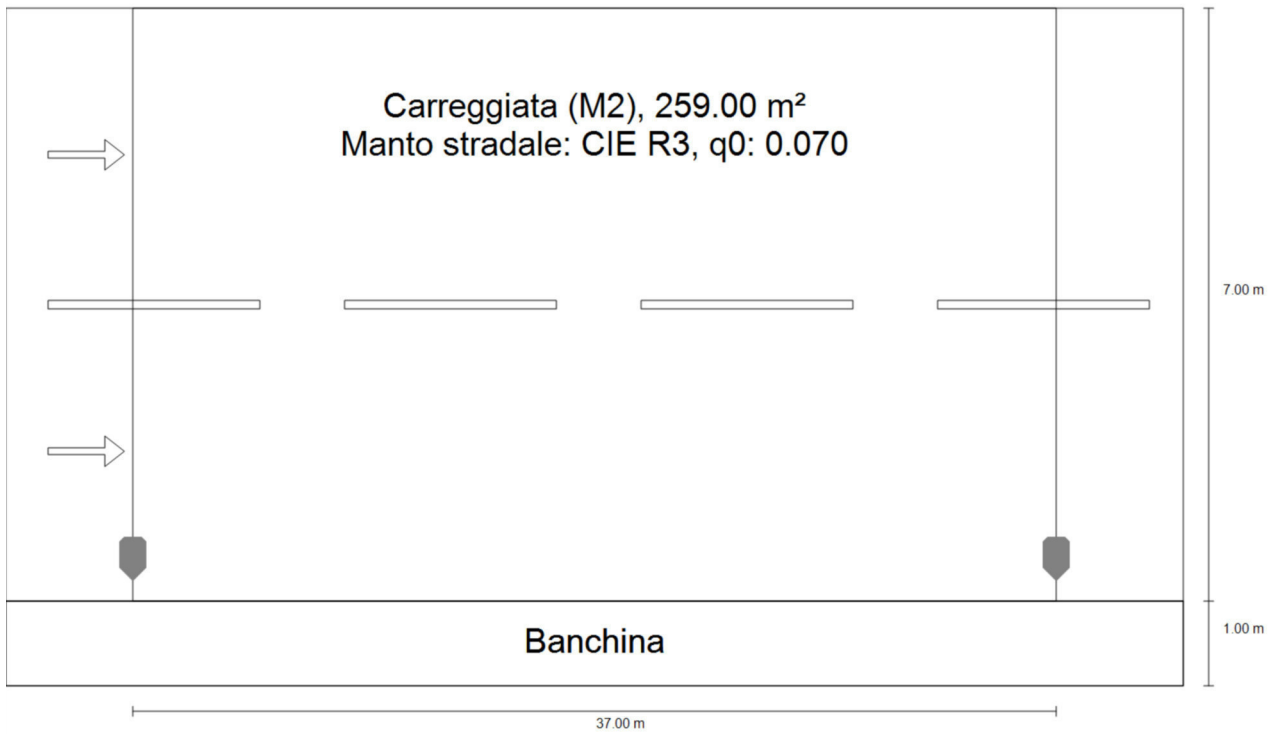 Carreggiata (M2), 259.00 m²
Manto stradale: CIE R3, q0: 0.070
7.00 m
Banchina
1.00 m
37.00 m